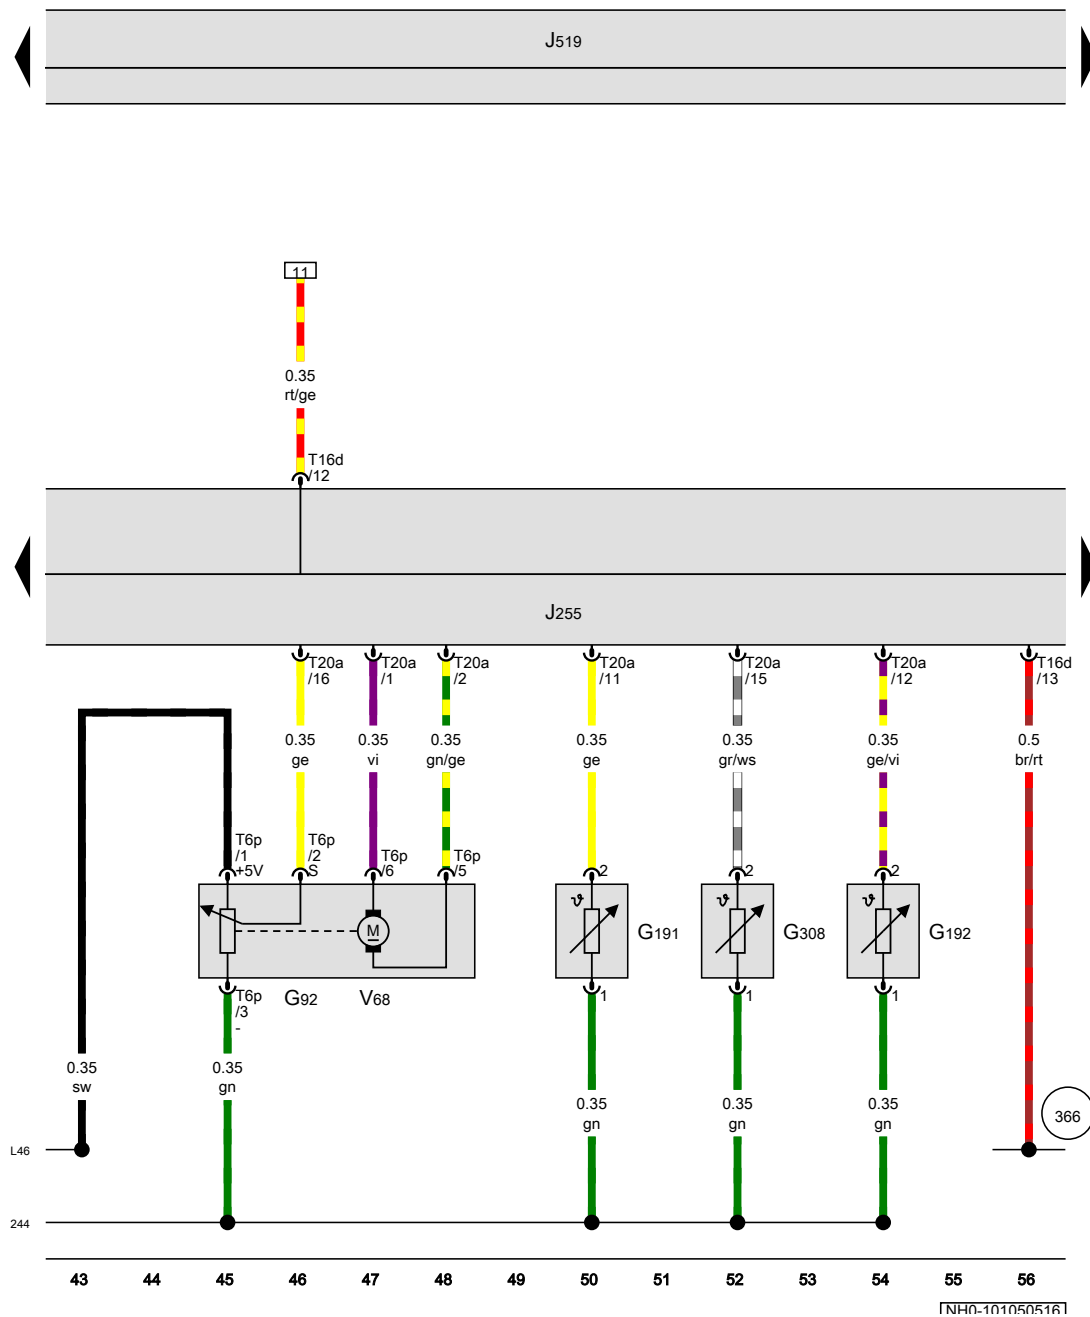 J519
11
0.35
rt/ge
T16d
/12
J255
T20a
/16
T20a
/1
T20a
/2
T20a
/11
T20a
/15
T20a
/12
T16d
/13
0.35
ge
0.35
vi
0.35
gn/ge
0.35
ge
0.35
gr/ws
0.35
ge/vi
0.5
br/rt
T6p
/1
+5V
T6p
/2
S
T6p
/6
T6p
/5
2
2
2
M
G191
G308
G192
T6p
/3
-
G92
V68
1
1
1
0.35
sw
0.35
gn
0.35
gn
0.35
gn
0.35
gn
366
L46
244
43 44 45 46 47 48 49 50 51 52 53 54 55 56
NH0-101050516